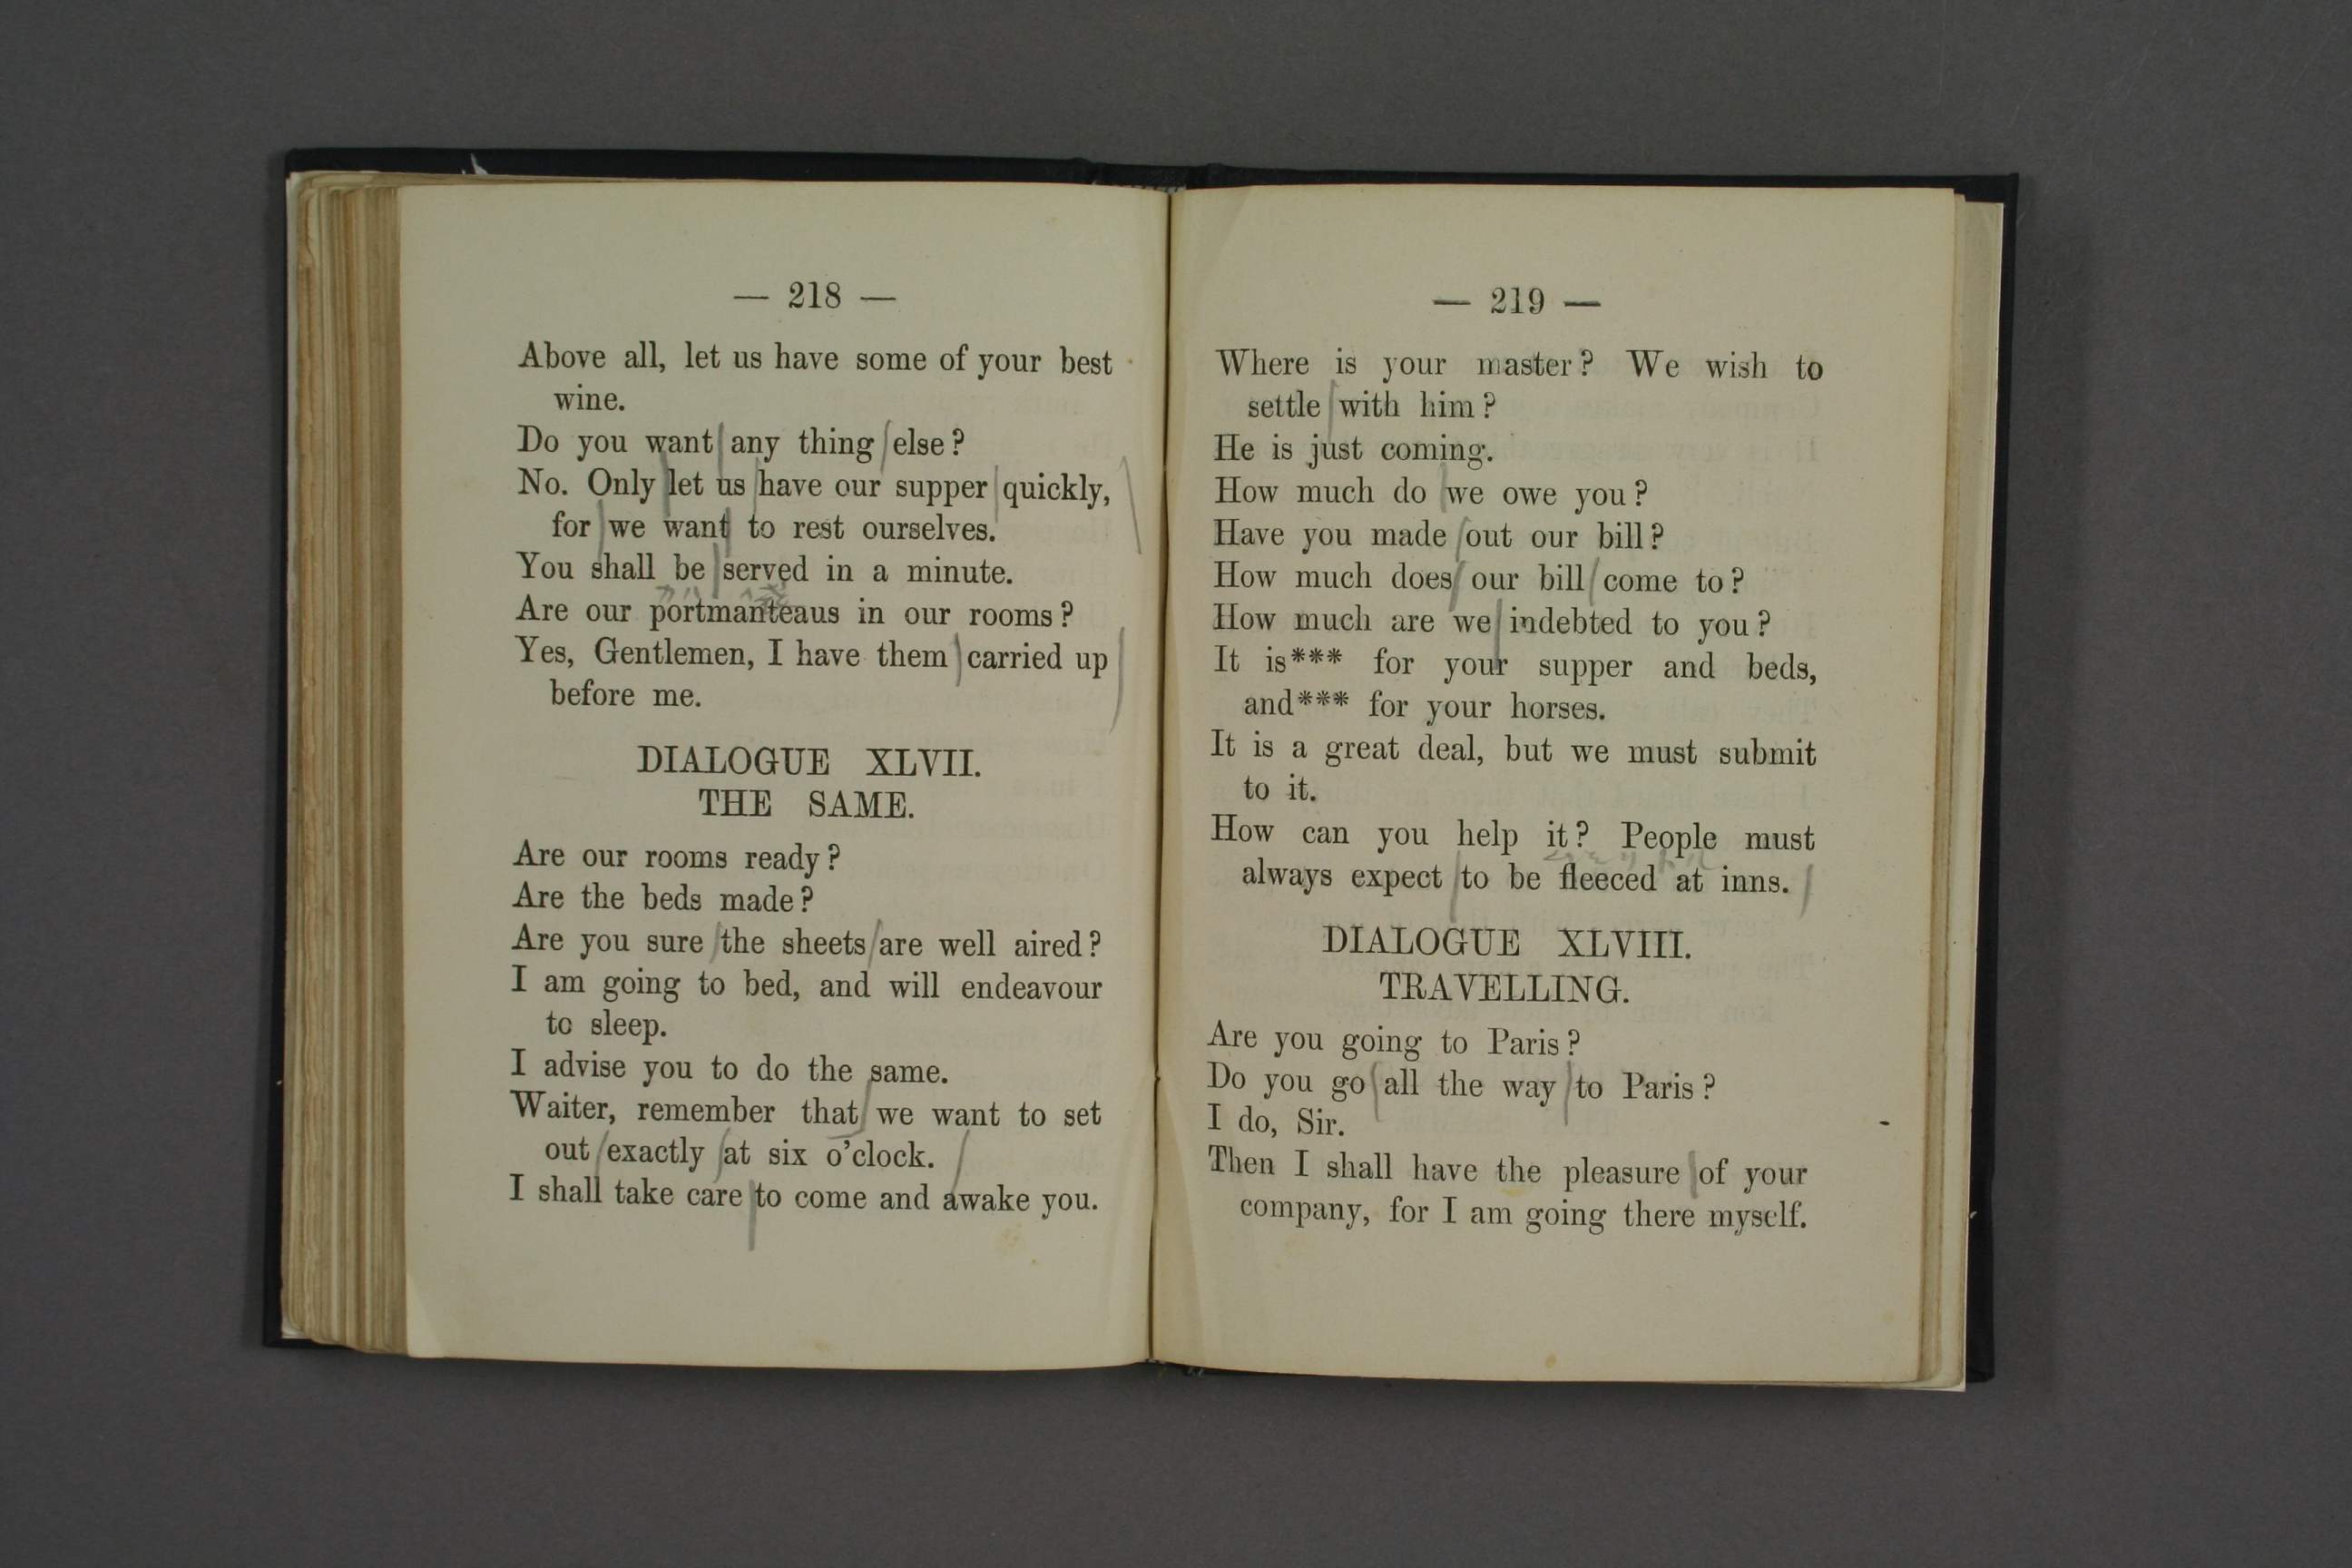 — 218 —
Above all, let us have some of your best
wine.
Do you want any thing else?
No. Only let us have our supper quickly,
for we want to rest ourselves.
You shall be served in a minute.
Are our portmanteaus in our rooms?
Yes, Gentlemen, I have them carried up
before me.
DIALOGUE XLVII.
THE SAME.
Are our rooms ready?
Are the beds made?
Are you sure the sheets are well aired?
I am going to bed, and will endeavour
to sleep.
I advise you to do the same.
Waiter, remember that we want to set
out exactly at six o'clock.
I shall take care to come and awake you.
— 219 —
Where is your master? We wish to
settle with him?
He is just coming.
How much do we owe you?
Have you made out our bill?
How much does our bill come to?
How much are we indebted to you?
It is*** for your supper and beds,
and*** for your horses.
It is a great deal, but we must submit
to it.
How can you help it? People must
always expect to be fleeced at inns.
DIALOGUE XLVIII.
TRAVELLING.
Are you going to Paris?
Do you go all the way to Paris?
I do, Sir.
Then I shall have the pleasure of your
company, for I am going there myself.